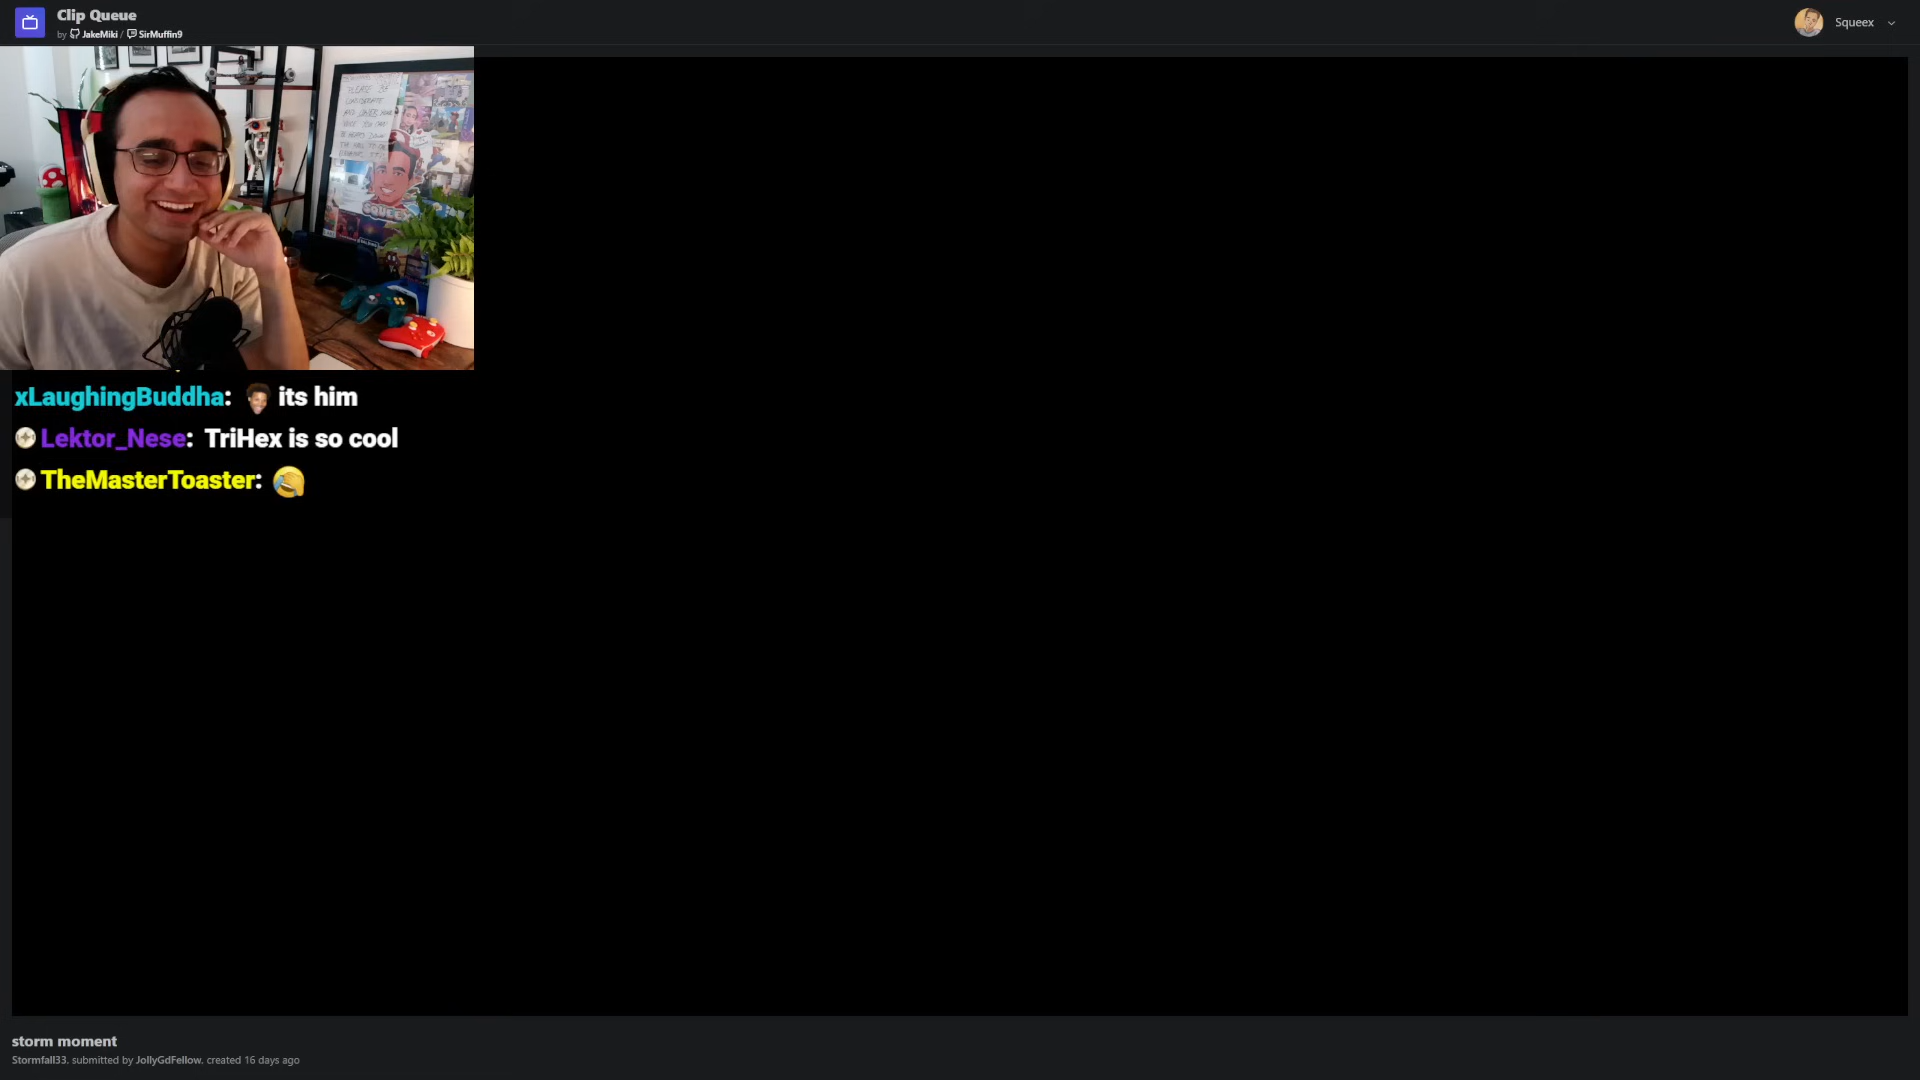 Clip Queue
by JakeMiki / SirMuffin9
Squeex
SQUEEX
xLaughingBuddha: its him
Lektor_Nese: TriHex is so cool
TheMasterToaster:
storm moment
Stormfall33, submitted by JollyGdFellow, created 16 days ago